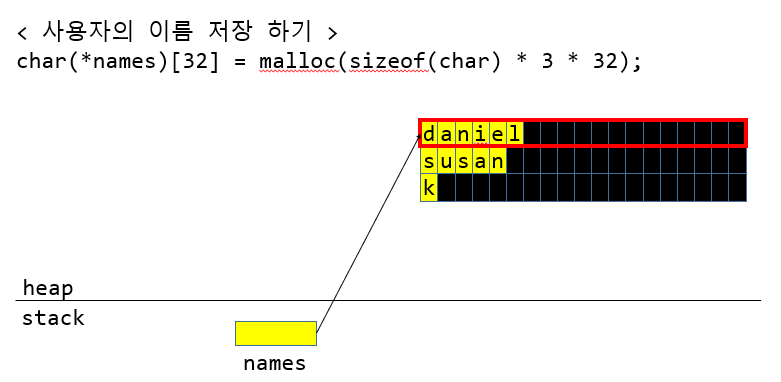 < 사용자의 이름 저장 하기 >
char(*names)[32] = malloc(sizeof(char) * 3 * 32);
daniel
susan
k
heap
stack
names